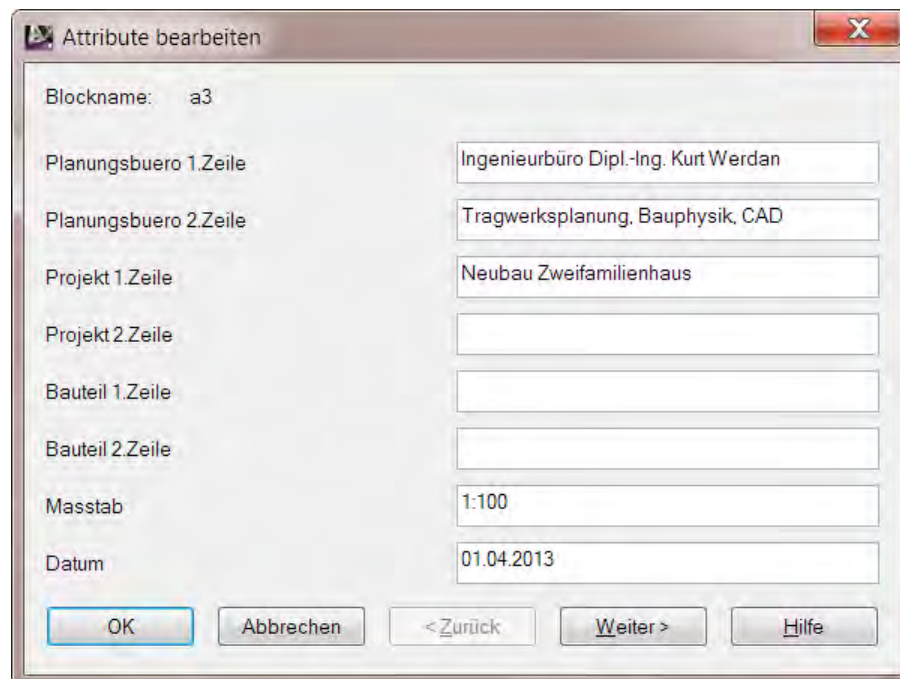 Attribute bearbeiten
Blockname: a3
Planungsbuero 1.Zeile Ingenieurbüro Dipl.-Ing. Kurt Werdan
Planungsbuero 2.Zeile Tragwerksplanung, Bauphysik, CAD
Projekt 1.Zeile Neubau Zweifamilienhaus
Projekt 2.Zeile
Bauteil 1.Zeile
Bauteil 2.Zeile
Masstab 1:100
Datum 01.04.2013
OK Abbrechen < Zurück Weiter > Hilfe